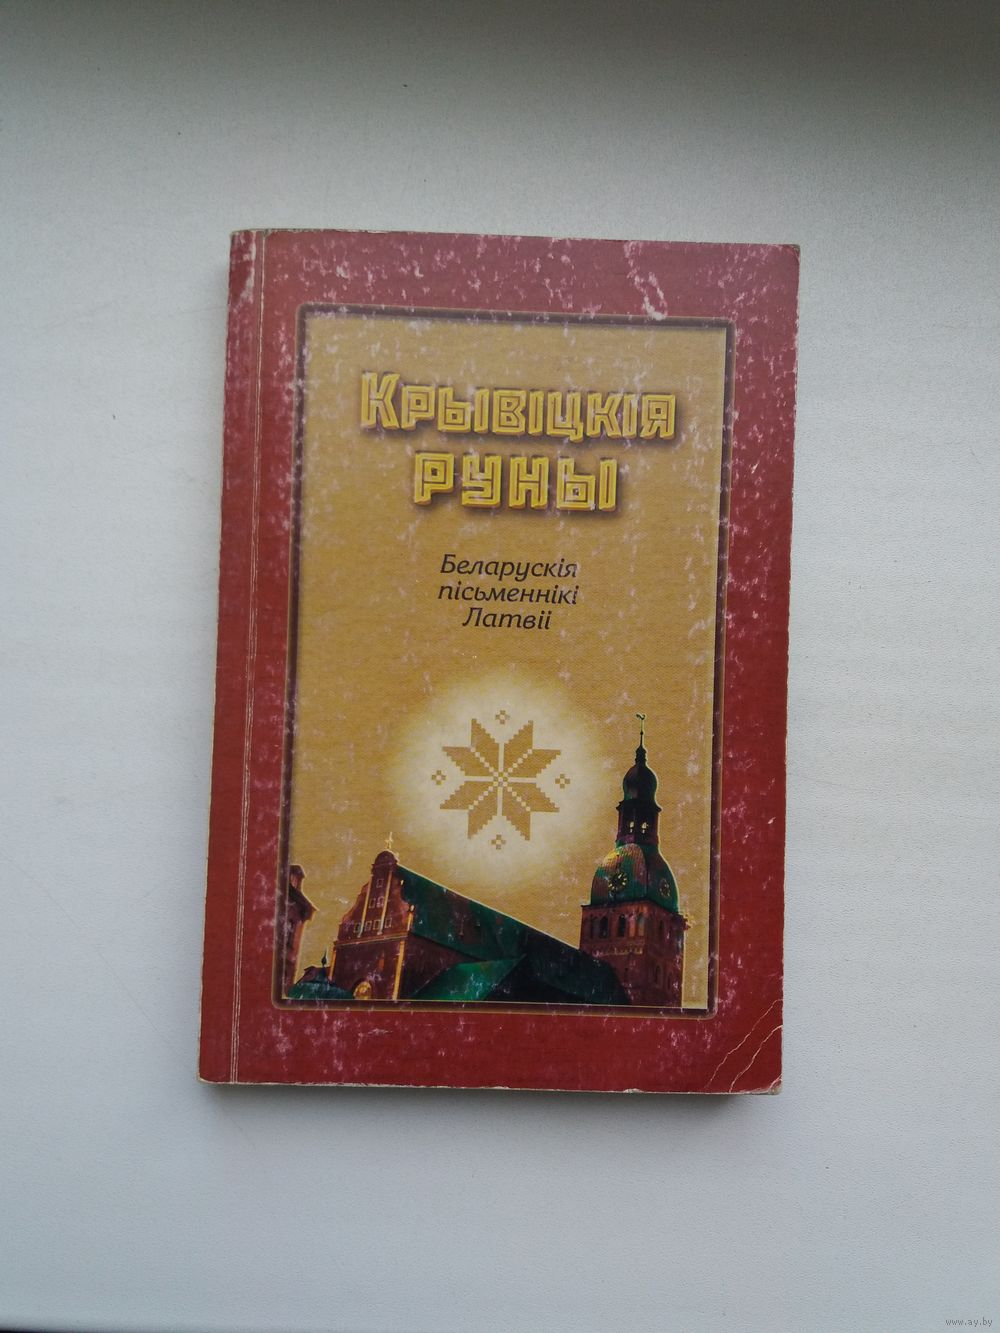 Крывіцкія
руны
Беларускія
пісьменнікі
Латвіі
www.ay.by